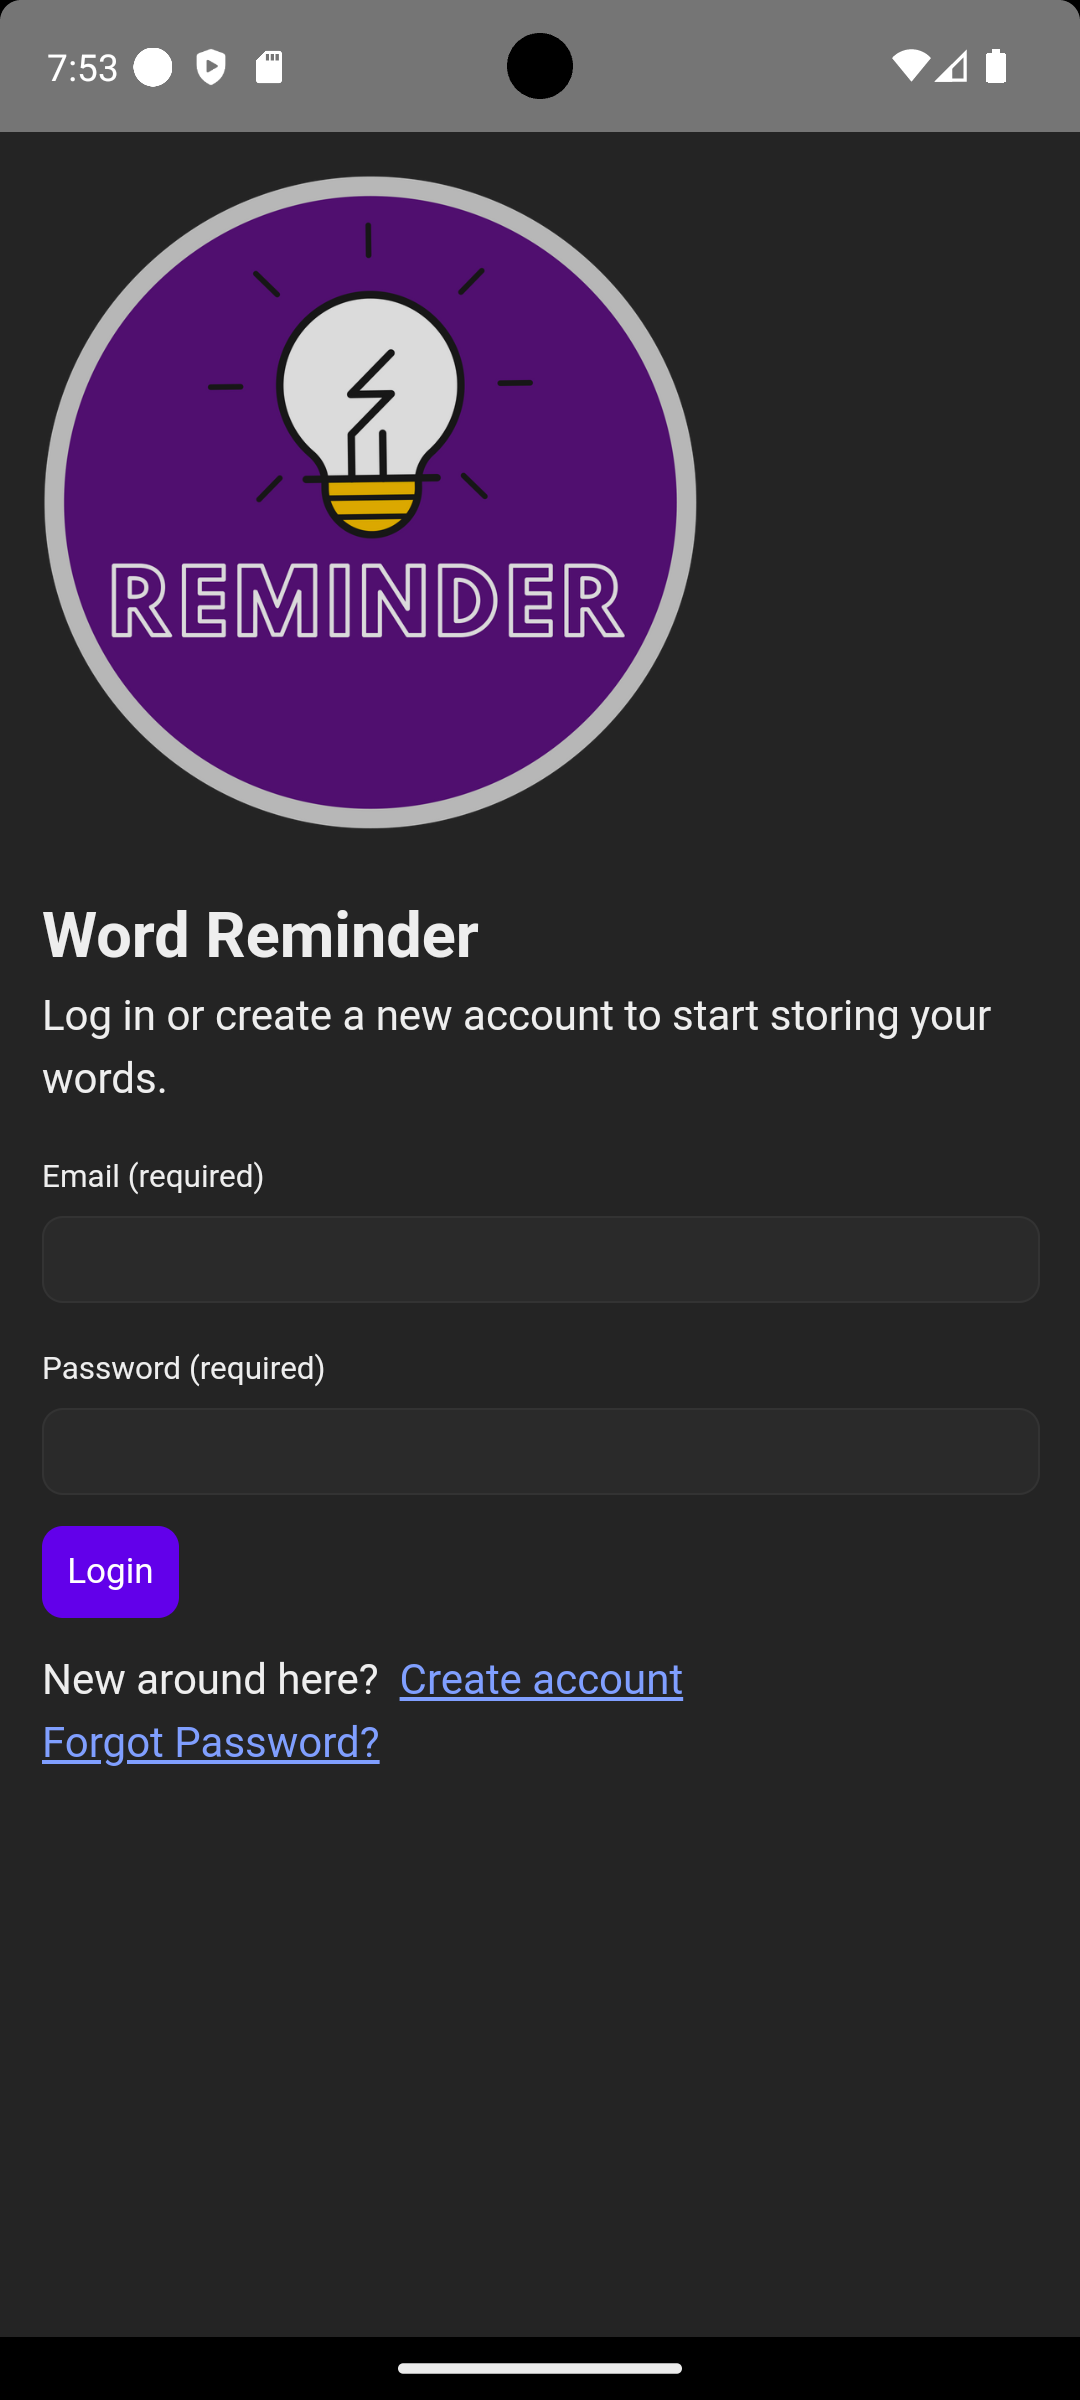 7:53
REMINDER
Word Reminder
Log in or create a new account to start storing your
words.
Email (required)
Password (required)
Login
New around here? Create account
Forgot Password?